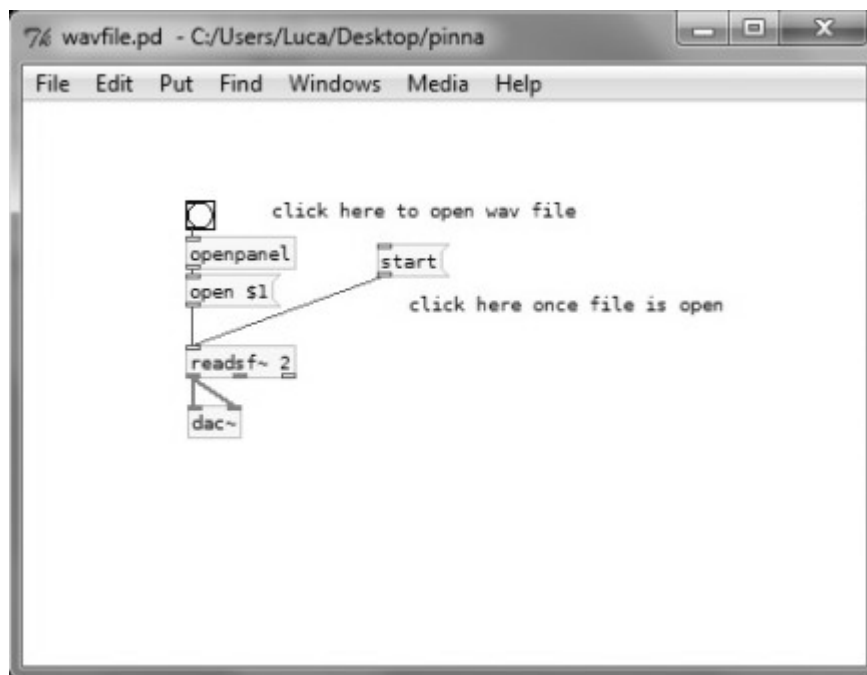 wavfile.pd - C:/Users/Luca/Desktop/pinna
File Edit Put Find Windows Media Help
click here to open wav file
openpanel
start
open $1
click here once file is open
readsf~ 2
dac~